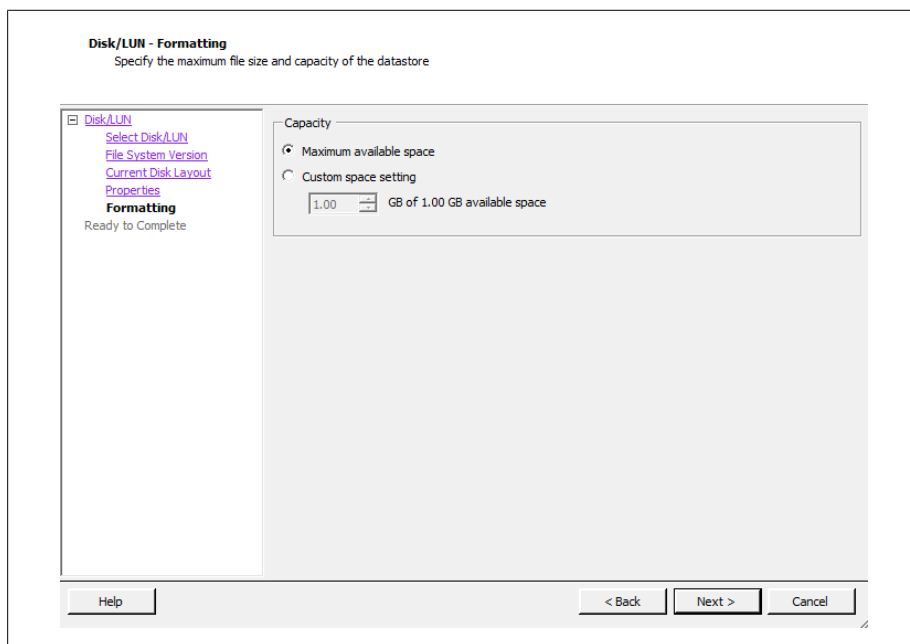 Disk/LUN - Formatting
Specify the maximum file size and capacity of the datastore
Disk/LUN
Select Disk/LUN
File System Version
Current Disk Layout
Properties
Formatting
Ready to Complete
Capacity
Maximum available space
Custom space setting
1.00 GB of 1.00 GB available space
Help
< Back
Next >
Cancel